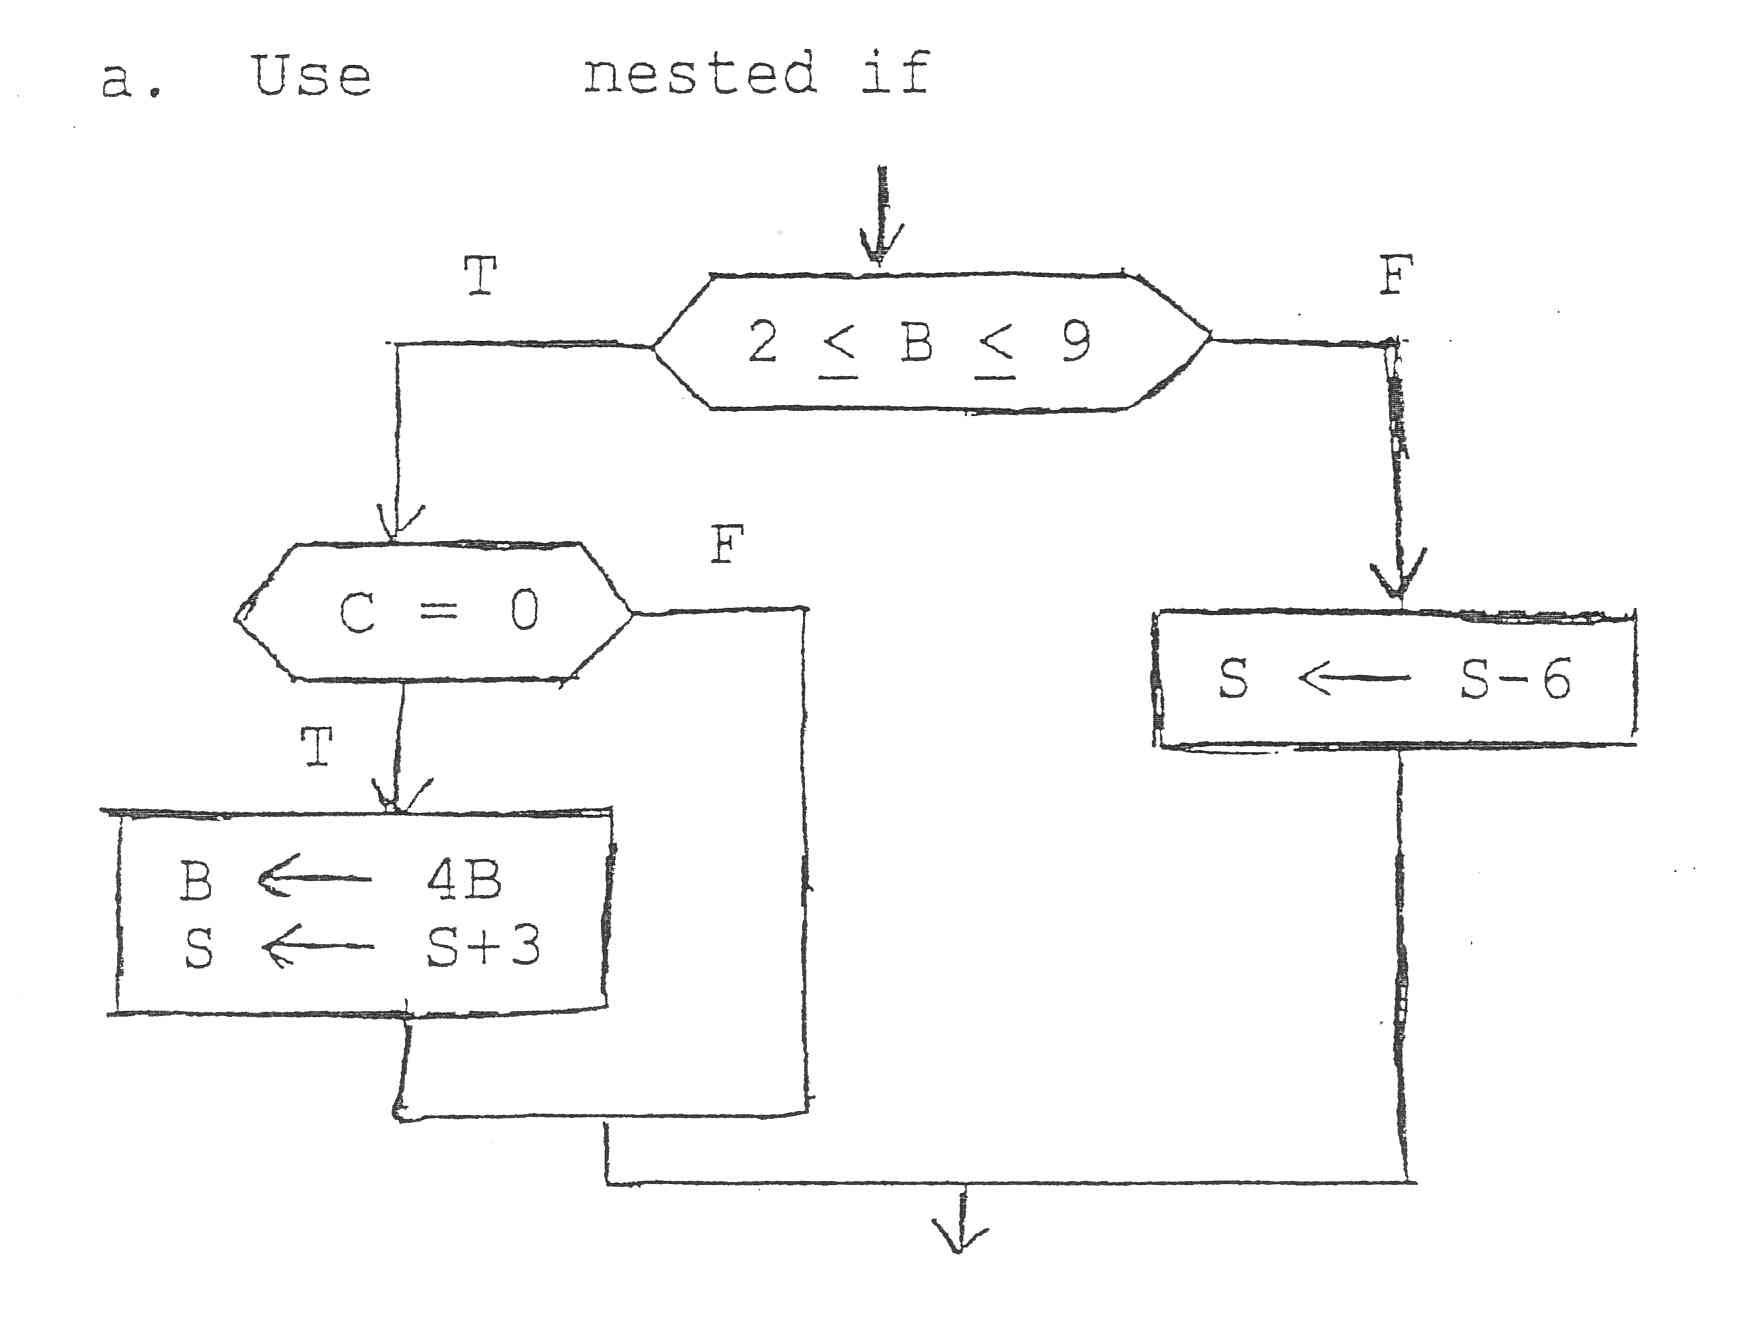 a. Use nested if
T
F
2 ≤ B ≤ 9
F
C = 0
S ← S-6
T
B ← 4B
S ← S+3